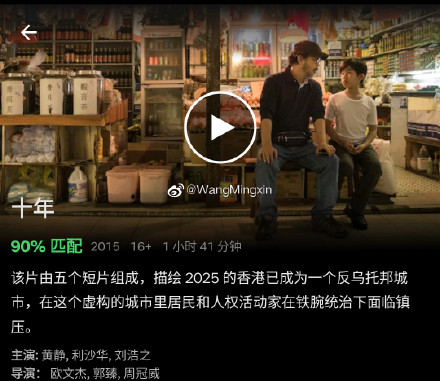 @WangMingxin
十年
90% 匹配 2015 16+ 1 小时 41 分钟
该片由五个短片组成，描绘 2025 的香港已成为一个反乌托邦城
市，在这个虚构的城市里居民和人权活动家在铁腕统治下面临镇
压。
主演: 黄静, 利沙华, 刘浩之
导演： 欧文杰, 郭臻, 周冠威